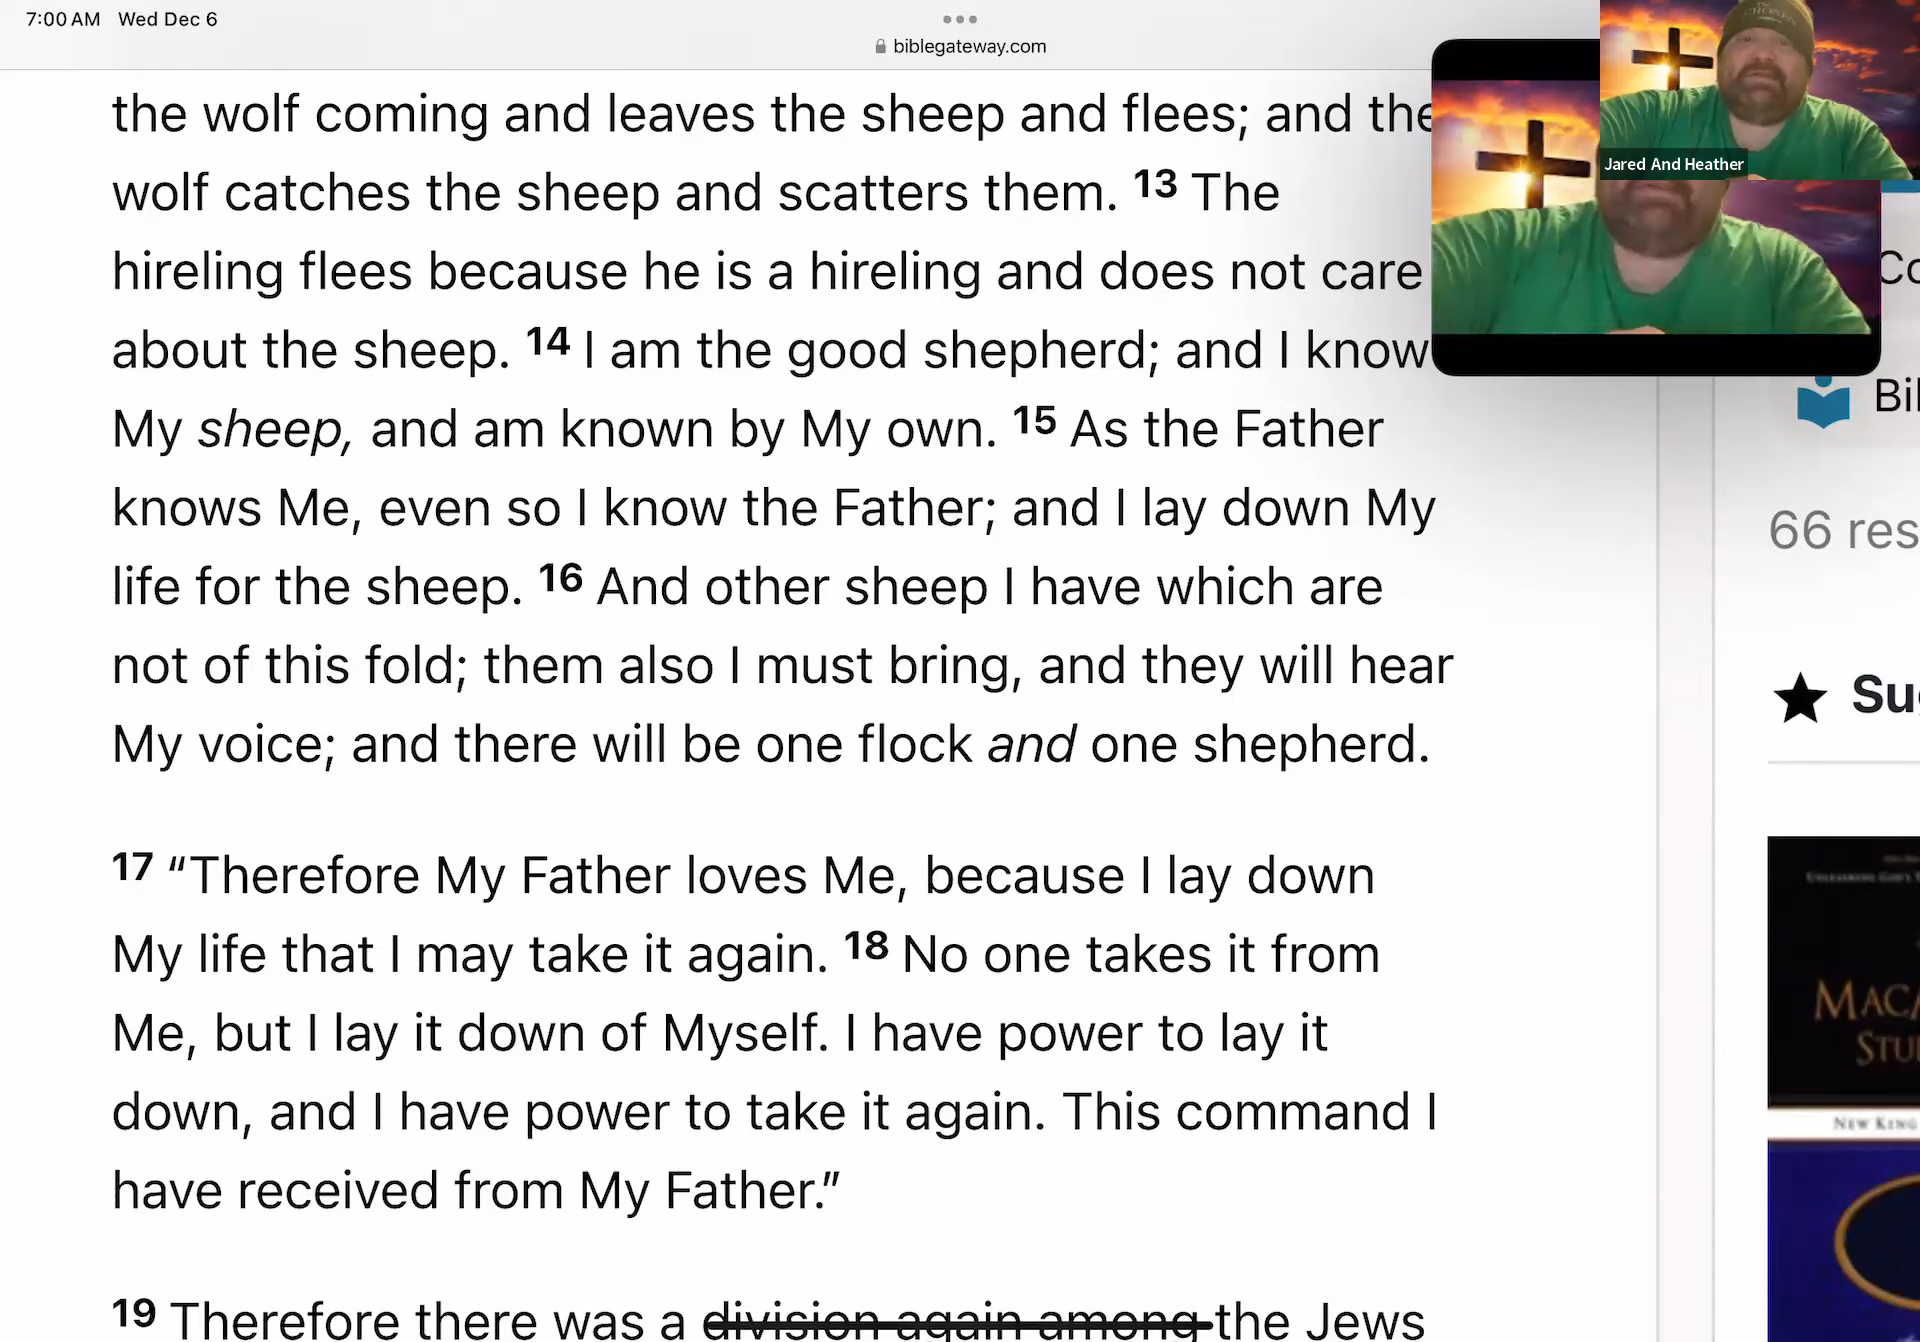 7:00 AM Wed Dec 6
biblegateway.com
CHOSEN
Jared And Heather
the wolf coming and leaves the sheep and flees; and the
wolf catches the sheep and scatters them. 13 The
hireling flees because he is a hireling and does not care
about the sheep. 14 I am the good shepherd; and I know
My sheep, and am known by My own. 15 As the Father
knows Me, even so I know the Father; and I lay down My
life for the sheep. 16 And other sheep I have which are
not of this fold; them also I must bring, and they will hear
My voice; and there will be one flock and one shepherd.
17 “Therefore My Father loves Me, because I lay down
My life that I may take it again. 18 No one takes it from
Me, but I lay it down of Myself. I have power to lay it
down, and I have power to take it again. This command I
have received from My Father.”
19 Therefore there was a division again among the Jews
Co
Bil
66 res
Su
MACA
STU
NEW KING